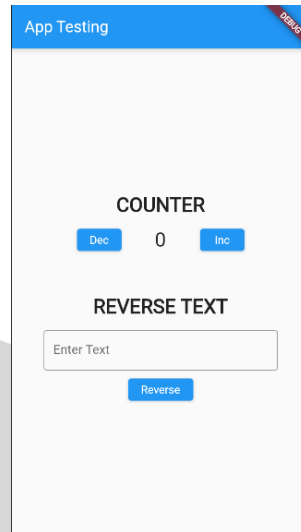 App Testing
DEBUG
COUNTER
Dec 0 Inc
REVERSE TEXT
Enter Text
Reverse